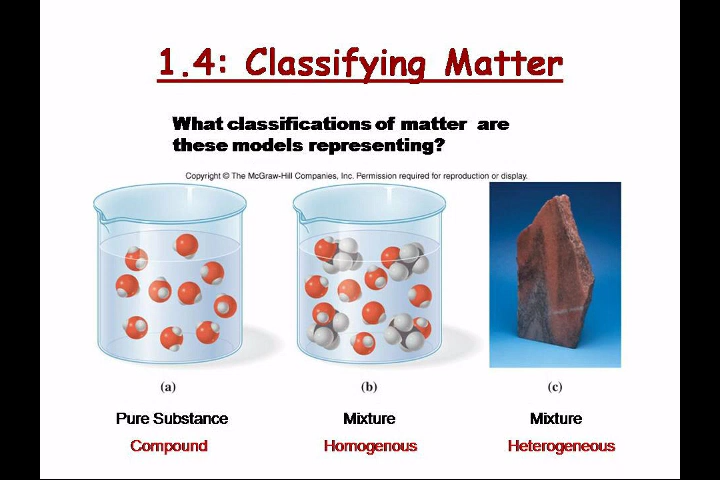 1.4: Classifying Matter
What classifications of matter are
these models representing?
Copyright © The McGraw-Hill Companies, Inc. Permission required for reproduction or display.
(a) (b) (c)
Pure Substance Mixture Mixture
Compound Homogenous Heterogeneous